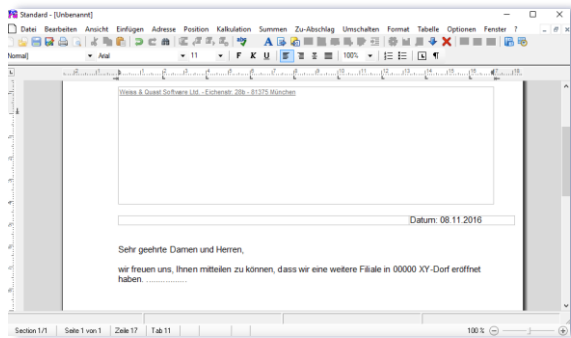 Standard - [Unbenannt]
Datei Bearbeiten Ansicht Einfügen Adresse Position Kalkulation Summen Zu-Abschlag Umschalten Format Tabelle Optionen Fenster ?
Normal] Arial 11 F K U 100%
Weiss & Quast Software Ltd. - Eichenstr. 28b - 81375 München
Datum: 08.11.2016
Sehr geehrte Damen und Herren,
wir freuen uns, Ihnen mitteilen zu können, dass wir eine weitere Filiale in 00000 XY-Dorf eröffnet
haben. ..................
Section 1/1 Seite 1 von 1 Zeile 17 Tab 11 100 %